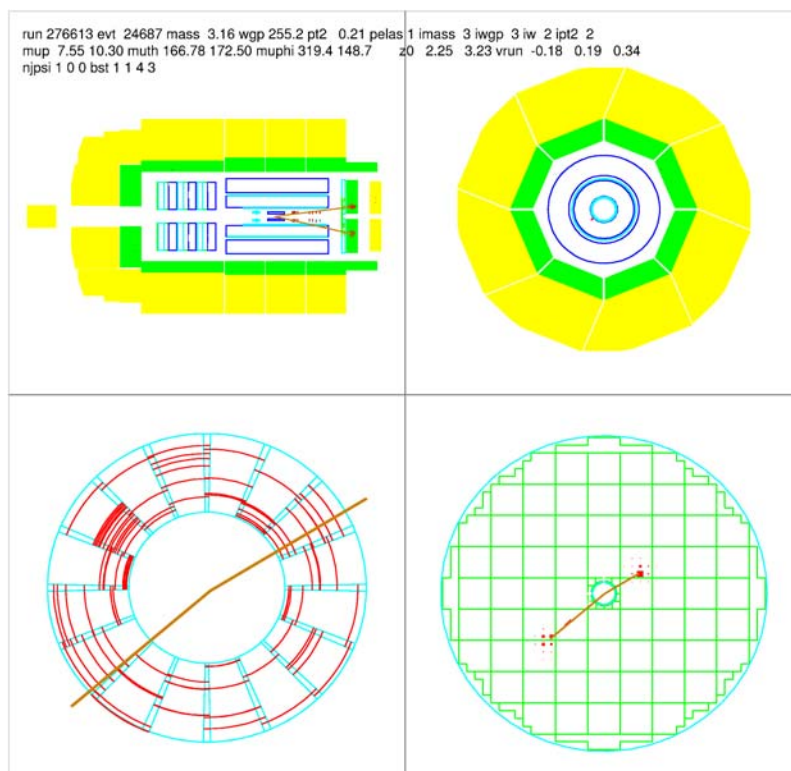 run 276613 evt 24687 mass 3.16 wgp 255.2 pt2 0.21 pelas 1 imass 3 iwgp 3 iw 2 ipt2 2
mup 7.55 10.30 muth 166.78 172.50 muphi 319.4 148.7 z0 2.25 3.23 vrun -0.18 0.19 0.34
njpsi 1 0 0 bst 1 1 4 3